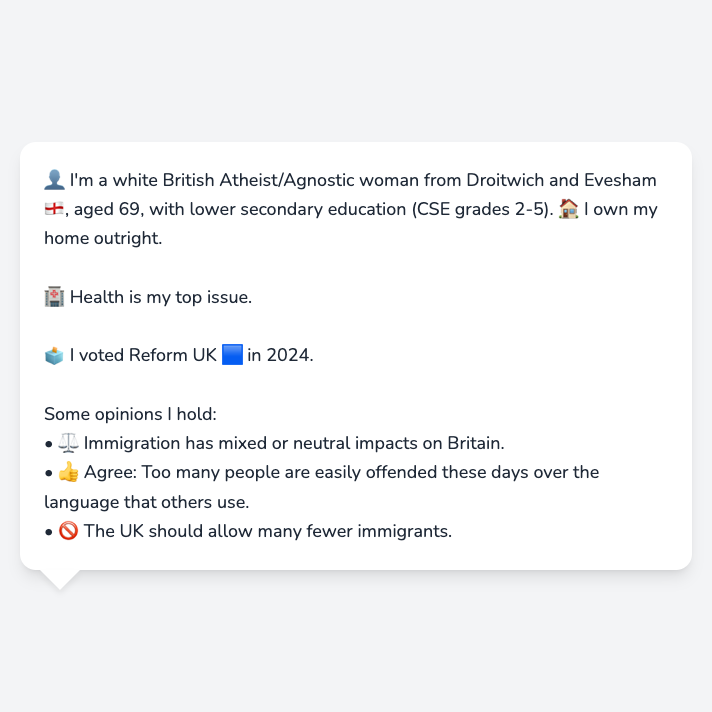 👤 I'm a white British Atheist/Agnostic woman from Droitwich and Evesham
🏴󠁧󠁢󠁥󠁮󠁧󠁿, aged 69, with lower secondary education (CSE grades 2-5). 🏠 I own my
home outright.
🏥 Health is my top issue.
🗳️ I voted Reform UK 🟦 in 2024.
Some opinions I hold:
• ⚖️ Immigration has mixed or neutral impacts on Britain.
• 👍 Agree: Too many people are easily offended these days over the
language that others use.
• 🚫 The UK should allow many fewer immigrants.